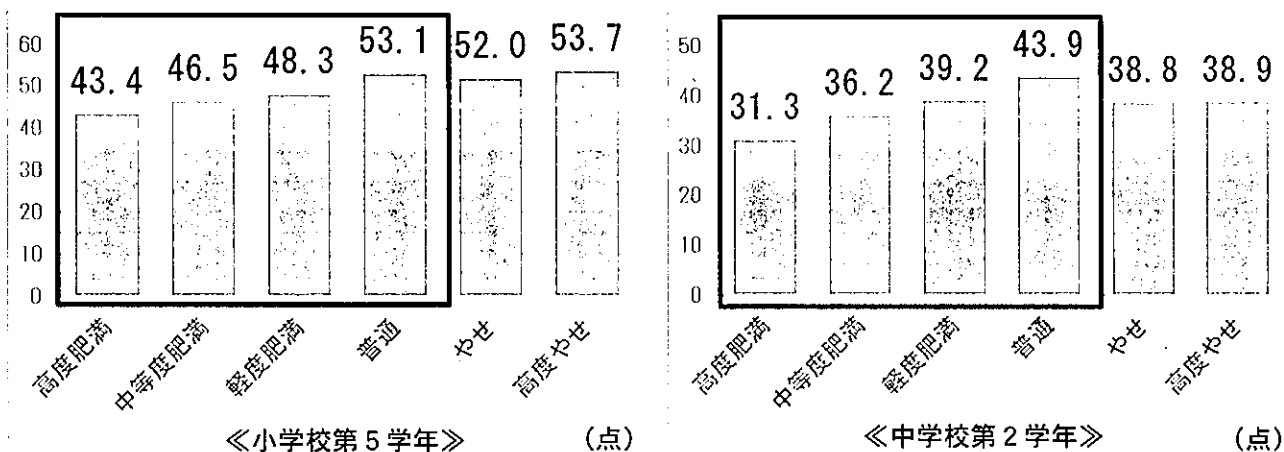 60
50
40
30
20
10
0
43.4
46.5
48.3
53.1
52.0
53.7
高度肥満
中等度肥満
軽度肥満
普通
やせ
高度やせ
≪小学校第5学年≫
(点)
50
40
30
20
10
0
31.3
36.2
39.2
43.9
38.8
38.9
高度肥満
中等度肥満
軽度肥満
普通
やせ
高度やせ
≪中学校第2学年≫
(点)